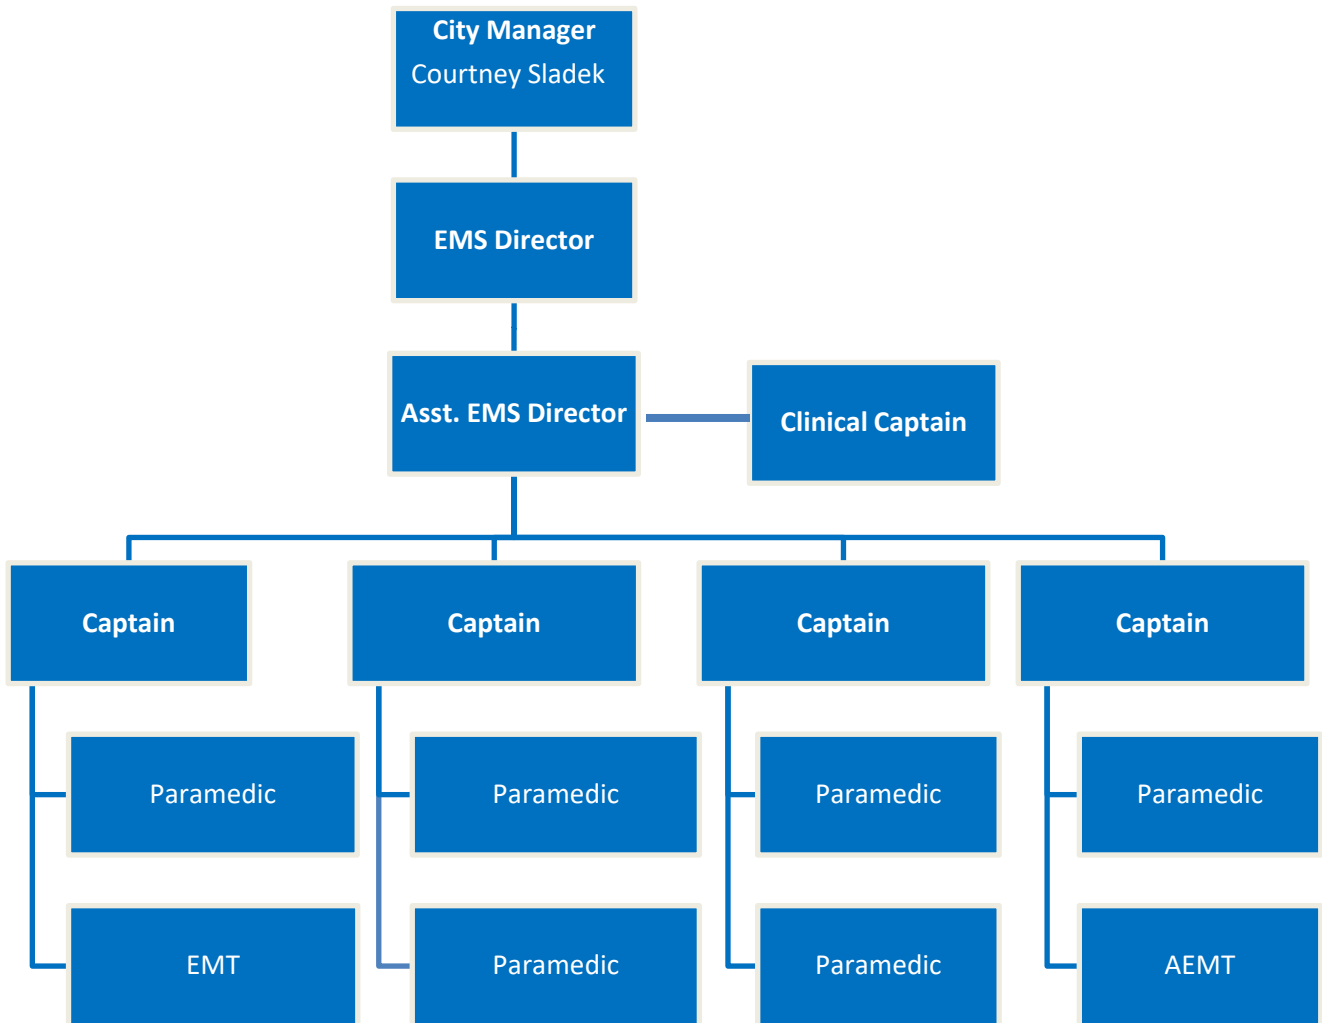 City Manager
Courtney Sladek
EMS Director
Asst. EMS Director
Clinical Captain
Captain
Captain
Captain
Captain
Paramedic
Paramedic
Paramedic
Paramedic
EMT
Paramedic
Paramedic
AEMT